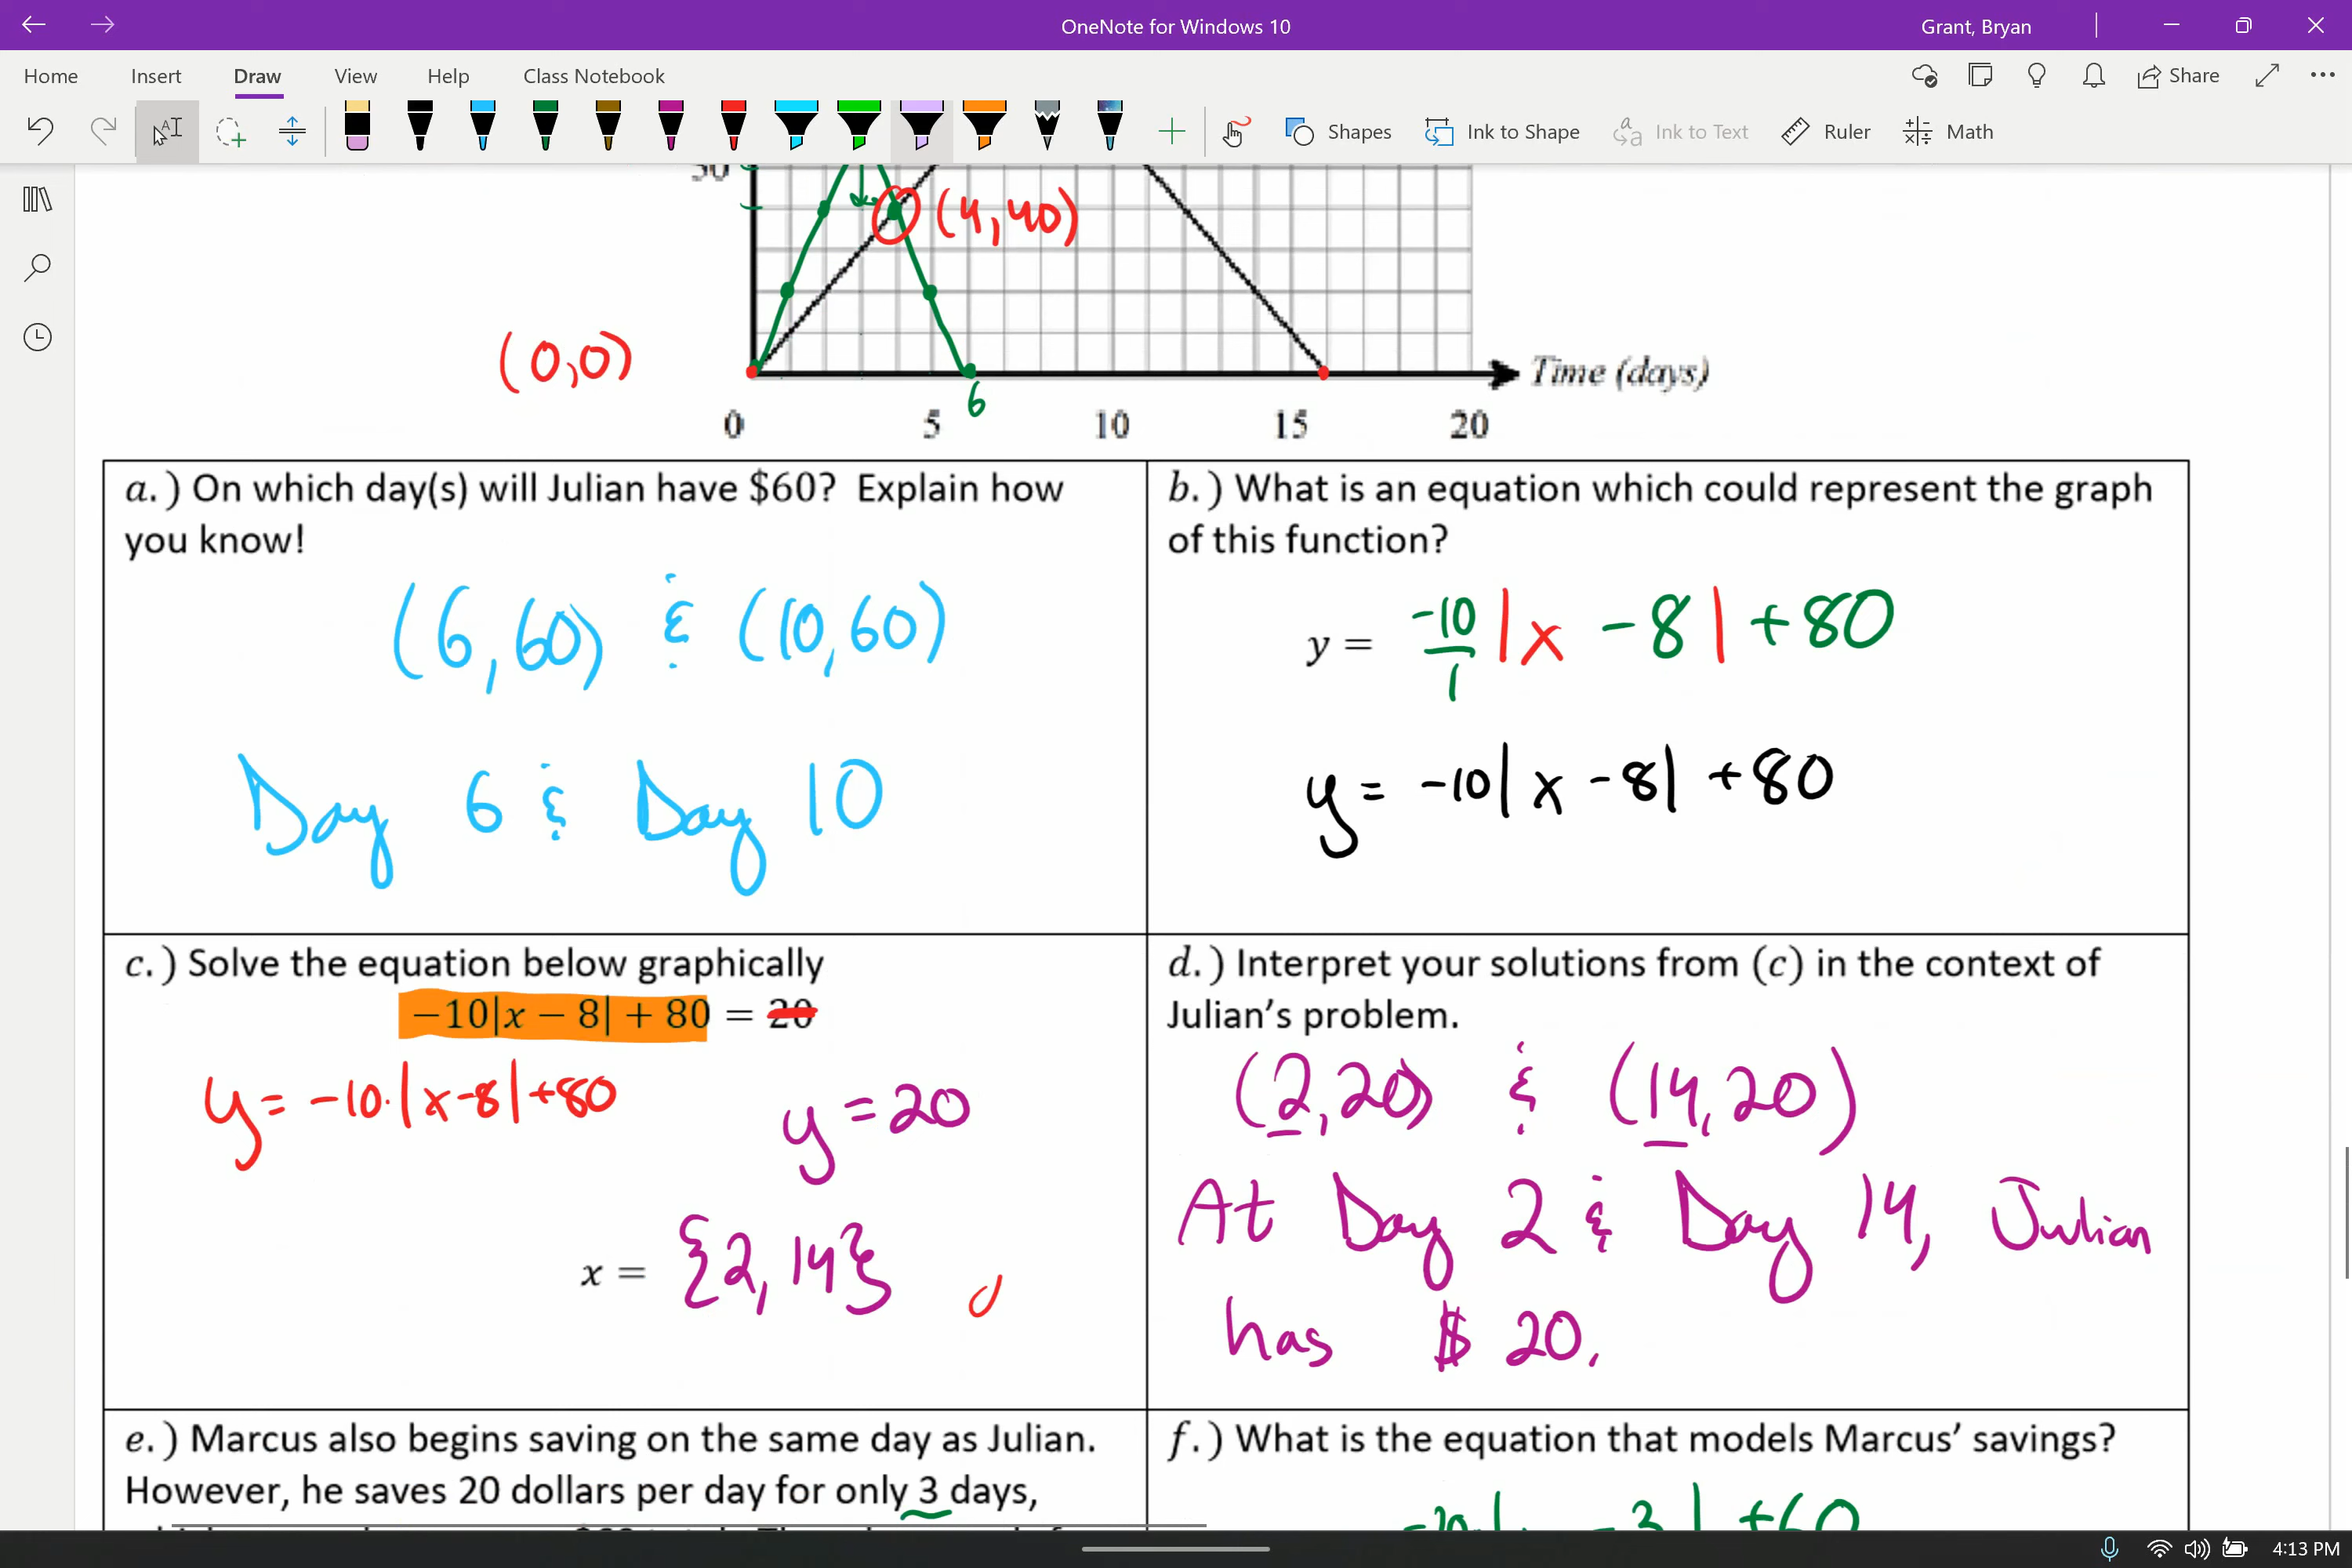 OneNote for Windows 10
Grant, Bryan
Home Insert Draw View Help Class Notebook
Share
Shapes Ink to Shape Ink to Text Ruler Math
(4,40)
(0,0)
Time (days)
6
0 5 10 15 20
a.) On which day(s) will Julian have $60? Explain how
you know!
(6,60) & (10,60)
Day 6 & Day 10
b.) What is an equation which could represent the graph
of this function?
y = -10/1 |x - 8| + 80
y = -10|x - 8| + 80
c.) Solve the equation below graphically
−10|x − 8| + 80 = 20
y = -10·|x-8|+80
y = 20
x = {2, 14}
d.) Interpret your solutions from (c) in the context of
Julian's problem.
(2,20) & (14,20)
At Day 2 & Day 14, Julian
has $20.
e.) Marcus also begins saving on the same day as Julian.
However, he saves 20 dollars per day for only 3 days,
f.) What is the equation that models Marcus' savings?
4:13 PM